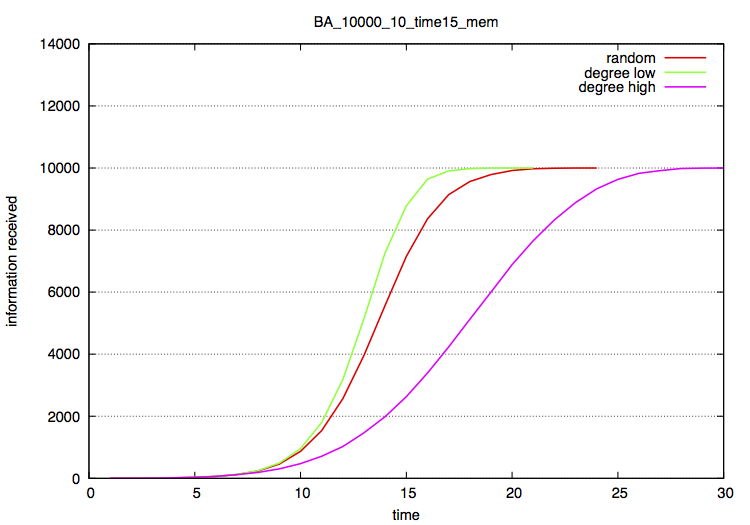 BA_10000_10_time15_mem
14000
12000
10000
8000
6000
4000
2000
0
information received
random
degree low
degree high
0 5 10 15 20 25 30
time